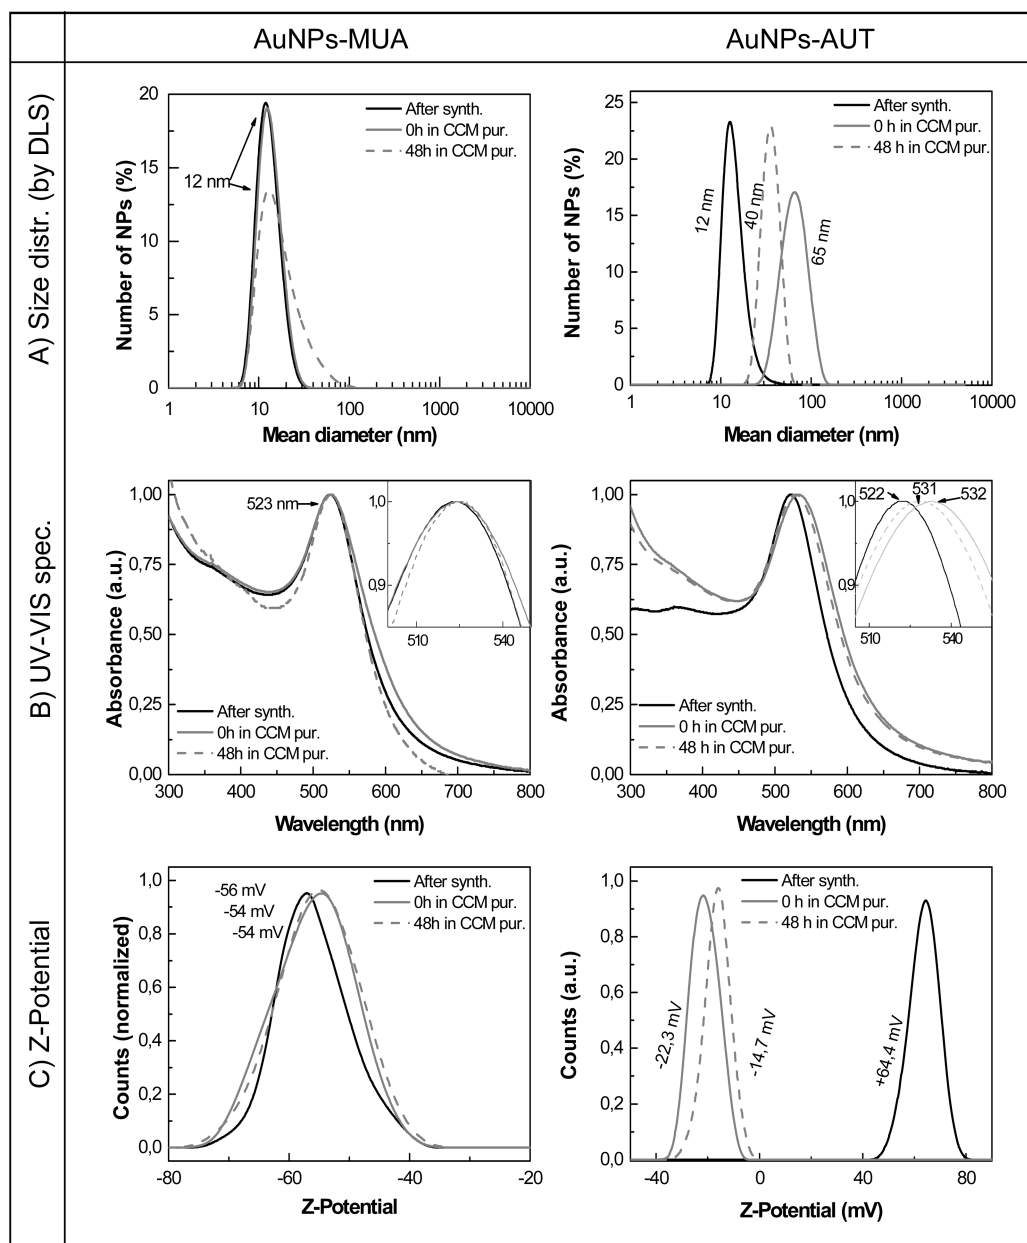 AuNPs-MUA
AuNPs-AUT
A) Size distr. (by DLS)
Number of NPs (%)
20
15
10
5
0
After synth.
0h in CCM pur.
48h in CCM pur.
12 nm
1
10
100
1000
10000
Mean diameter (nm)
Number of NPs (%)
25
20
15
10
5
0
After synth.
0 h in CCM pur.
48 h in CCM pur.
12 nm
40 nm
65 nm
1
10
100
1000
10000
Mean diameter (nm)
B) UV-VIS spec.
Absorbance (a.u.)
1,00
0,75
0,50
0,25
0,00
523 nm
1,0
0,9
510
540
After synth.
0h in CCM pur.
48h in CCM pur.
300
400
500
600
700
800
Wavelength (nm)
Absorbance (a.u.)
1,00
0,75
0,50
0,25
0,00
522
531
532
1,0
0,9
510
540
After synth.
0 h in CCM pur.
48 h in CCM pur.
300
400
500
600
700
800
Wavelength (nm)
C) Z-Potential
Counts (normalized)
1,0
0,8
0,6
0,4
0,2
0,0
-56 mV
-54 mV
-54 mV
After synth.
0h in CCM pur.
48h in CCM pur.
-80
-60
-40
-20
Z-Potential
Counts (a.u.)
1,0
0,8
0,6
0,4
0,2
0,0
After synth.
0 h in CCM pur.
48 h in CCM pur.
-22,3 mV
-14,7 mV
+64,4 mV
-40
0
40
80
Z-Potential (mV)